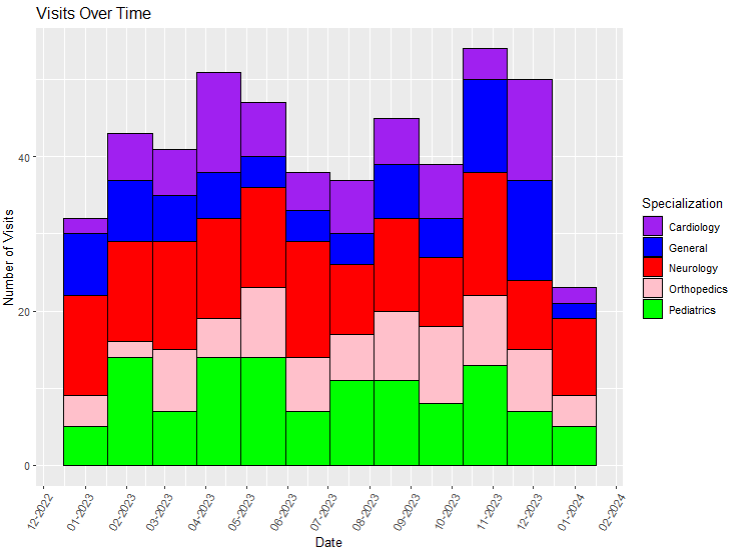 Visits Over Time
Number of Visits
40
20
0
12-2022
01-2023
02-2023
03-2023
04-2023
05-2023
06-2023
07-2023
08-2023
09-2023
10-2023
11-2023
12-2023
01-2024
02-2024
Date
Specialization
Cardiology
General
Neurology
Orthopedics
Pediatrics